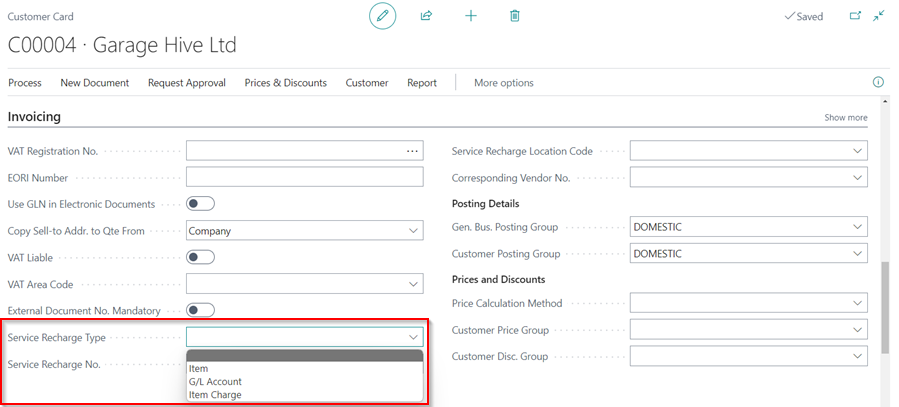 Customer Card
Saved
C00004 · Garage Hive Ltd
Process New Document Request Approval Prices & Discounts Customer Report More options
Invoicing
Show more
VAT Registration No.
EORI Number
Use GLN in Electronic Documents
Copy Sell-to Addr. to Qte From Company
VAT Liable
VAT Area Code
External Document No. Mandatory
Service Recharge Type
Service Recharge No.
Item
G/L Account
Item Charge
Service Recharge Location Code
Corresponding Vendor No.
Posting Details
Gen. Bus. Posting Group DOMESTIC
Customer Posting Group DOMESTIC
Prices and Discounts
Price Calculation Method
Customer Price Group
Customer Disc. Group